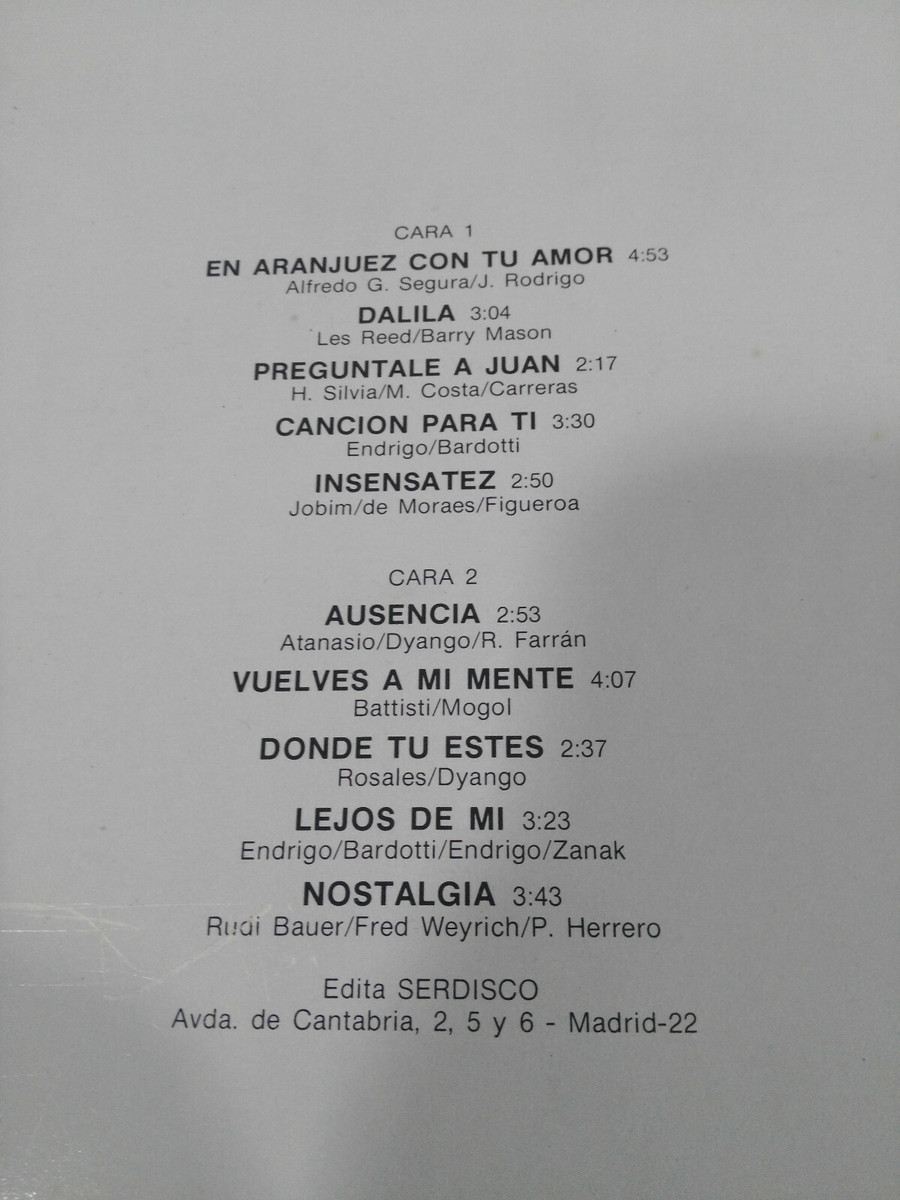 CARA 1
EN ARANJUEZ CON TU AMOR 4:53
Alfredo G. Segura/J. Rodrigo
DALILA 3:04
Les Reed/Barry Mason
PREGUNTALE A JUAN 2:17
H. Silvia/M. Costa/Carreras
CANCION PARA TI 3:30
Endrigo/Bardotti
INSENSATEZ 2:50
Jobim/de Moraes/Figueroa
CARA 2
AUSENCIA 2:53
Atanasio/Dyango/R. Farrán
VUELVES A MI MENTE 4:07
Battisti/Mogol
DONDE TU ESTES 2:37
Rosales/Dyango
LEJOS DE MI 3:23
Endrigo/Bardotti/Endrigo/Zanak
NOSTALGIA 3:43
Rudi Bauer/Fred Weyrich/P. Herrero
Edita SERDISCO
Avda. de Cantabria, 2, 5 y 6 - Madrid-22